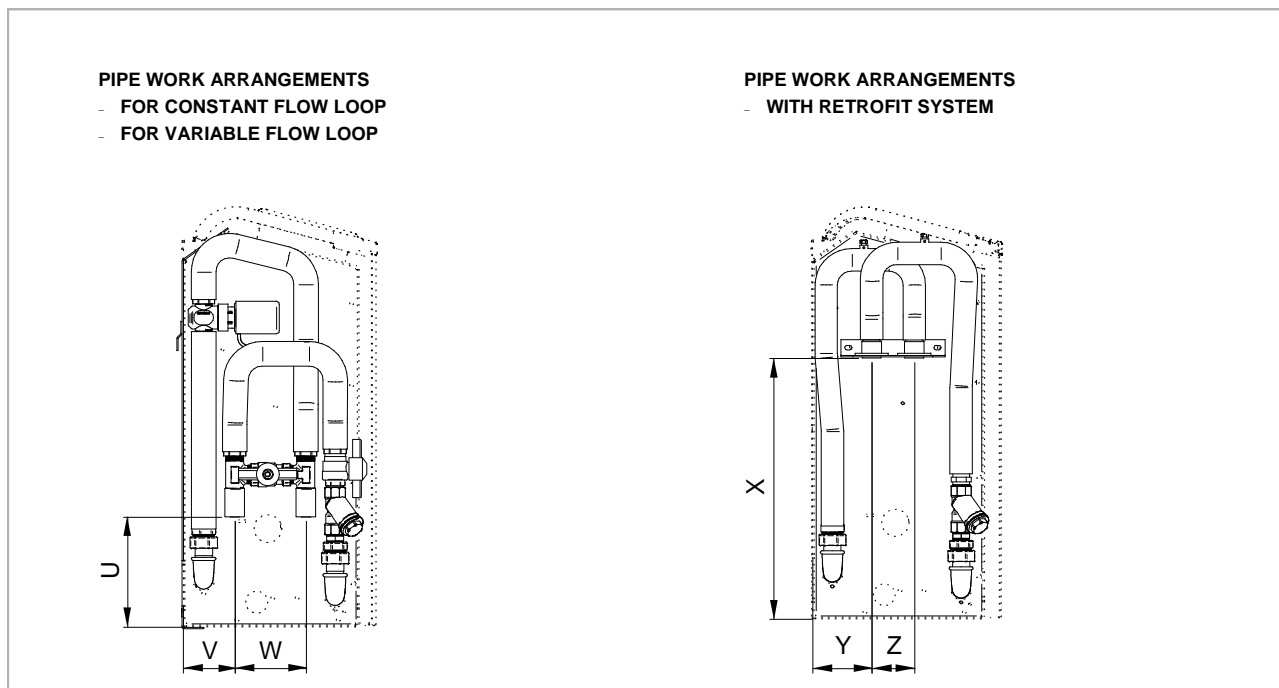 PIPE WORK ARRANGEMENTS
- FOR CONSTANT FLOW LOOP
- FOR VARIABLE FLOW LOOP
PIPE WORK ARRANGEMENTS
- WITH RETROFIT SYSTEM
U
V
W
X
Y
Z